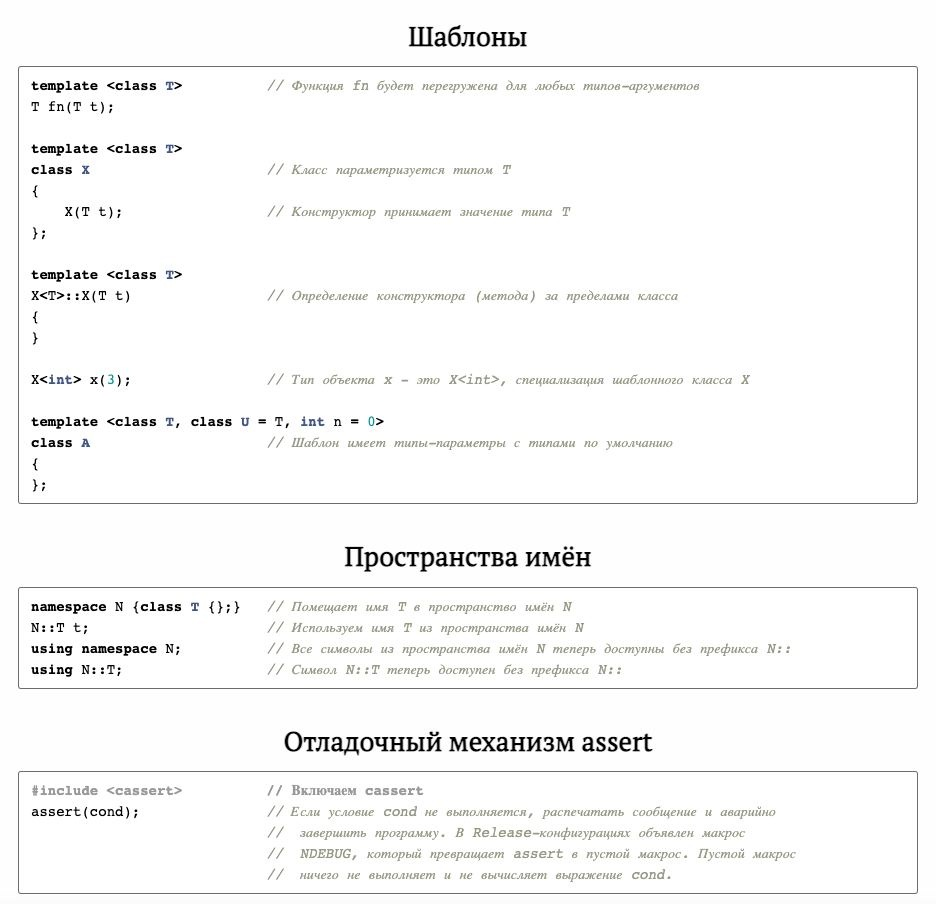 Шаблоны
template <class T> // Функция fn будет перегружена для любых типов-аргументов
T fn(T t);
template <class T>
class X // Класс параметризуется типом T
{
X(T t); // Конструктор принимает значение типа T
};
template <class T>
X<T>::X(T t) // Определение конструктора (метода) за пределами класса
{
}
X<int> x(3); // Тип объекта x - это X<int>, специализация шаблонного класса X
template <class T, class U = T, int n = 0>
class A // Шаблон имеет типы-параметры с типами по умолчанию
{
};
Пространства имён
namespace N {class T {};} // Помещает имя T в пространство имён N
N::T t; // Используем имя T из пространства имён N
using namespace N; // Все символы из пространства имён N теперь доступны без префикса N::
using N::T; // Символ N::T теперь доступен без префикса N::
Отладочный механизм assert
#include <cassert> // Включаем cassert
assert(cond); // Если условие cond не выполняется, распечатать сообщение и аварийно
// завершить программу. В Release-конфигурациях объявлен макрос
// NDEBUG, который превращает assert в пустой макрос. Пустой макрос
// ничего не выполняет и не вычисляет выражение cond.